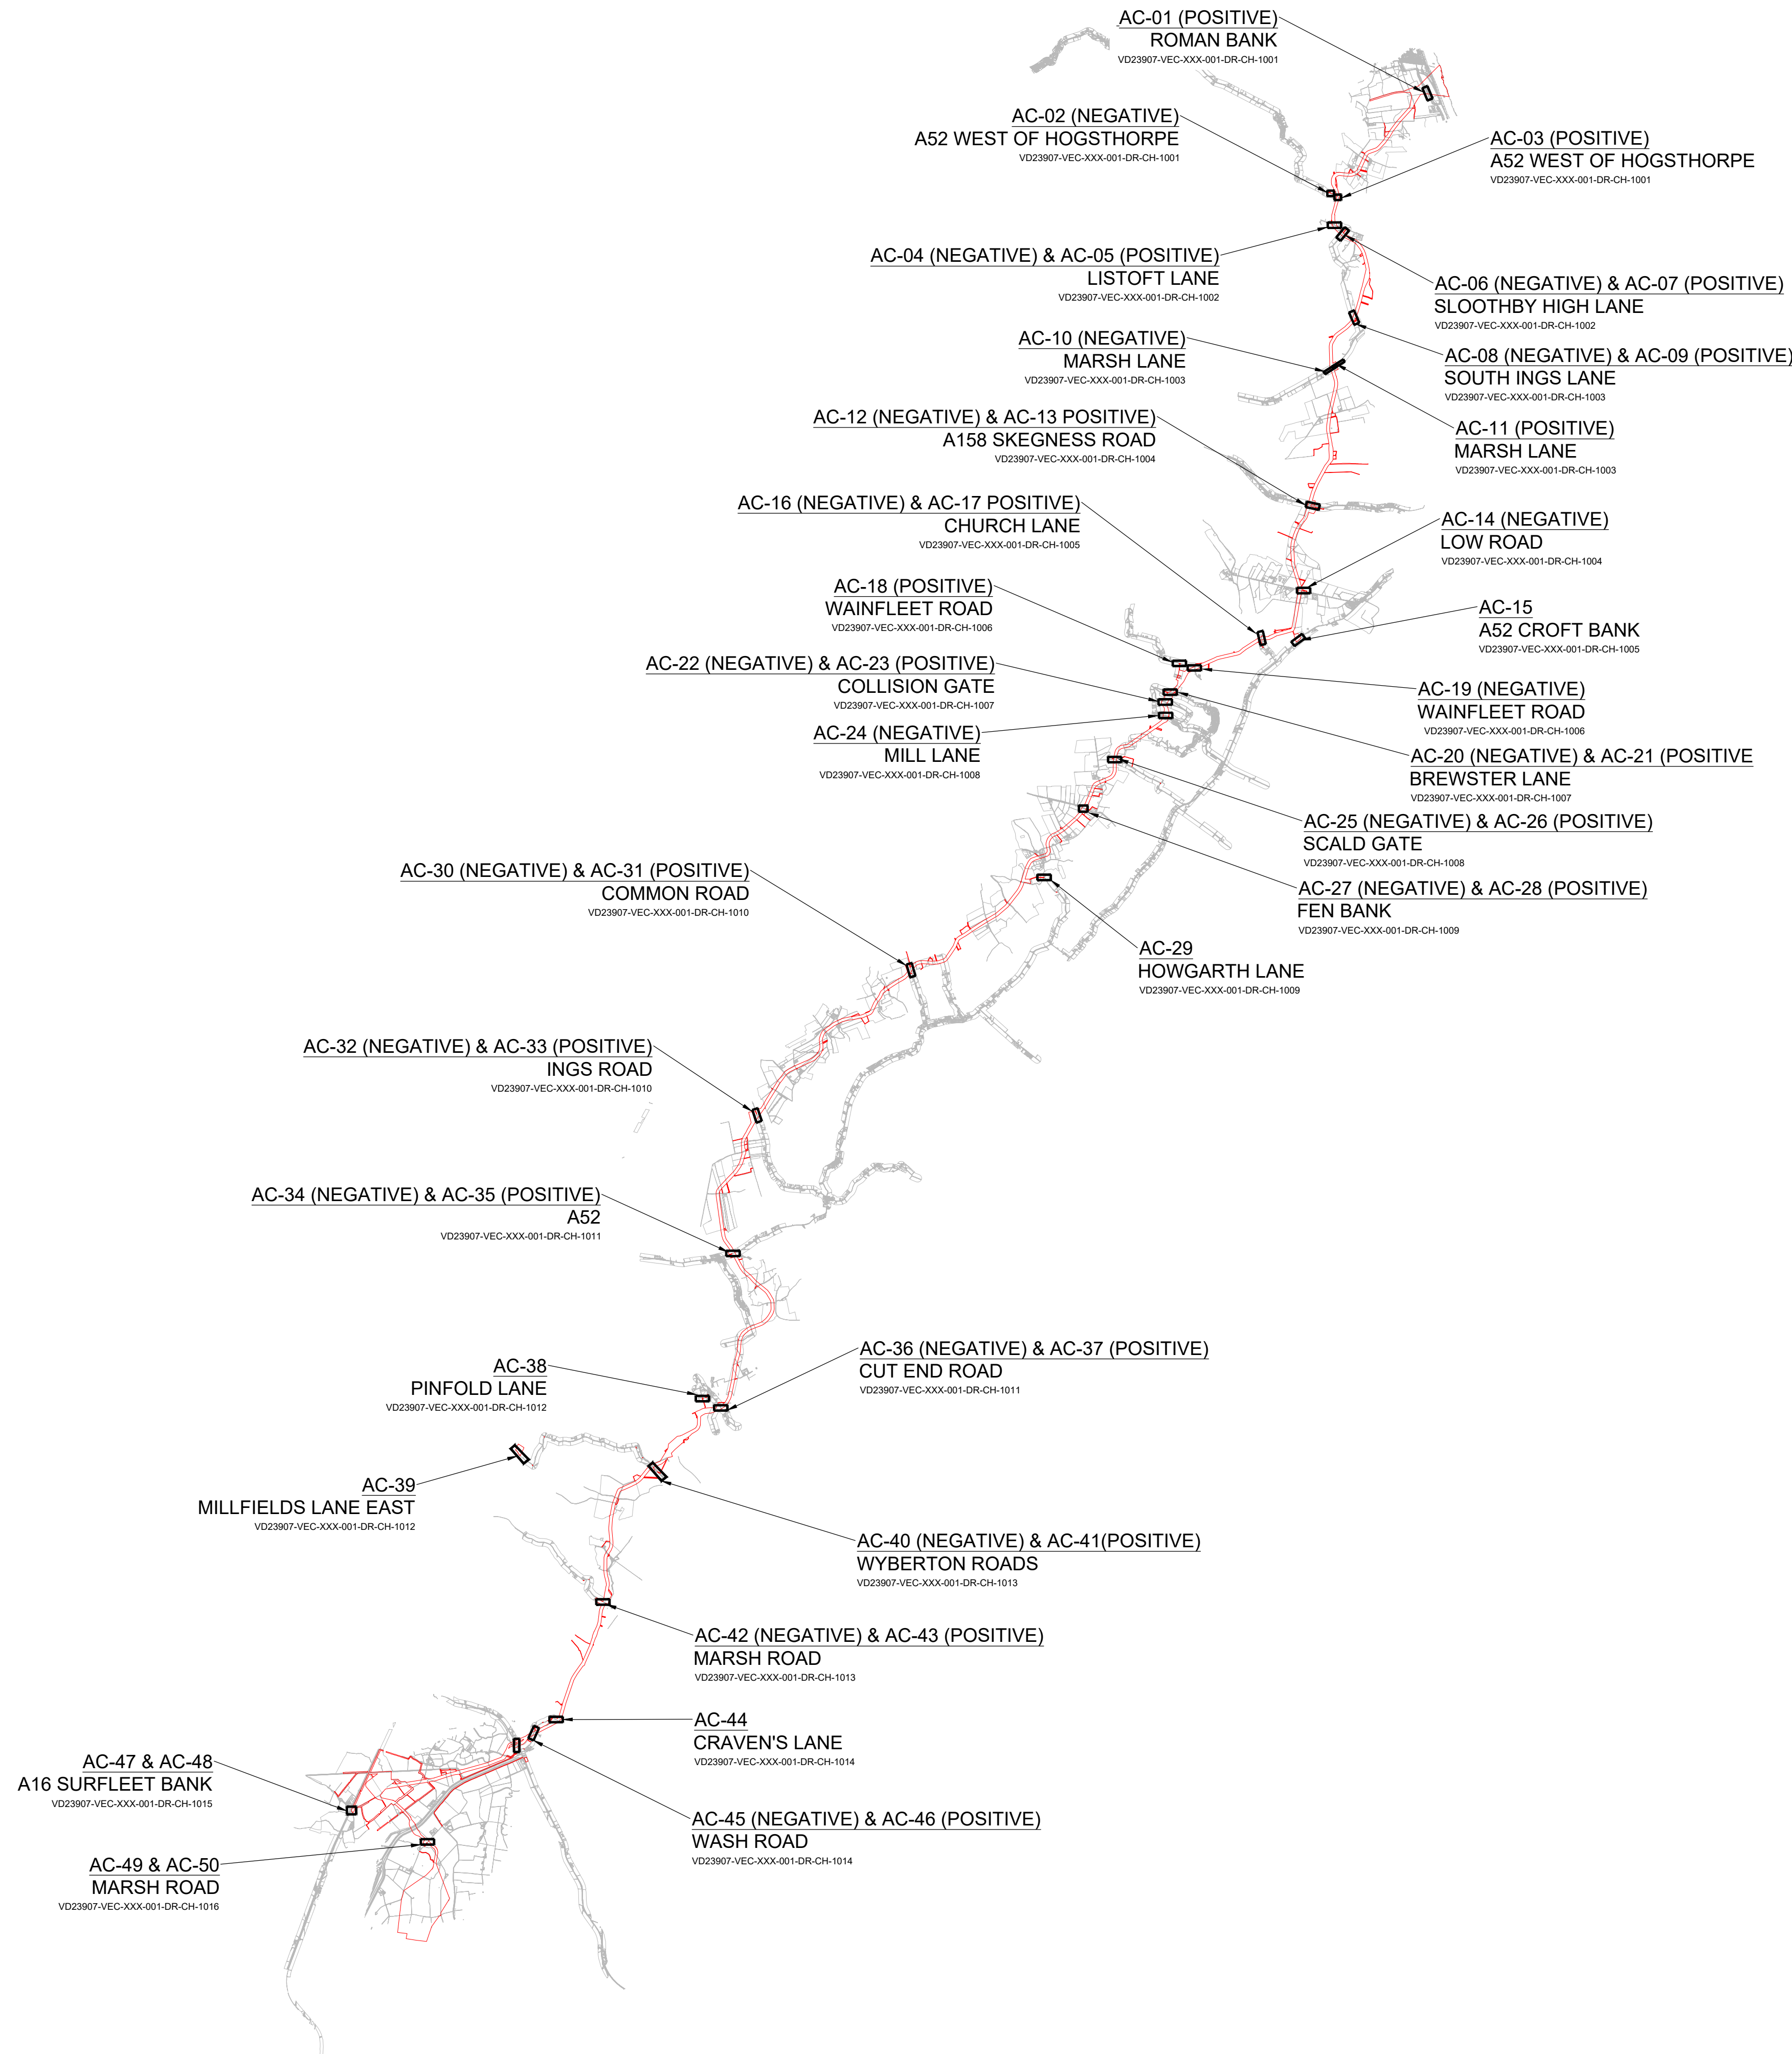 AC-01 (POSITIVE)
ROMAN BANK
VD23907-VEC-XXX-001-DR-CH-1001
AC-02 (NEGATIVE)
A52 WEST OF HOGSTHORPE
VD23907-VEC-XXX-001-DR-CH-1001
AC-03 (POSITIVE)
A52 WEST OF HOGSTHORPE
VD23907-VEC-XXX-001-DR-CH-1001
AC-04 (NEGATIVE) & AC-05 (POSITIVE)
LISTOFT LANE
VD23907-VEC-XXX-001-DR-CH-1002
AC-06 (NEGATIVE) & AC-07 (POSITIVE)
SLOOTHBY HIGH LANE
VD23907-VEC-XXX-001-DR-CH-1002
AC-10 (NEGATIVE)
MARSH LANE
VD23907-VEC-XXX-001-DR-CH-1003
AC-08 (NEGATIVE) & AC-09 (POSITIVE)
SOUTH INGS LANE
VD23907-VEC-XXX-001-DR-CH-1003
AC-12 (NEGATIVE) & AC-13 POSITIVE)
A158 SKEGNESS ROAD
VD23907-VEC-XXX-001-DR-CH-1004
AC-11 (POSITIVE)
MARSH LANE
VD23907-VEC-XXX-001-DR-CH-1003
AC-16 (NEGATIVE) & AC-17 POSITIVE)
CHURCH LANE
VD23907-VEC-XXX-001-DR-CH-1005
AC-14 (NEGATIVE)
LOW ROAD
VD23907-VEC-XXX-001-DR-CH-1004
AC-18 (POSITIVE)
WAINFLEET ROAD
VD23907-VEC-XXX-001-DR-CH-1006
AC-15
A52 CROFT BANK
VD23907-VEC-XXX-001-DR-CH-1005
AC-22 (NEGATIVE) & AC-23 (POSITIVE)
COLLISION GATE
VD23907-VEC-XXX-001-DR-CH-1007
AC-19 (NEGATIVE)
WAINFLEET ROAD
VD23907-VEC-XXX-001-DR-CH-1006
AC-24 (NEGATIVE)
MILL LANE
VD23907-VEC-XXX-001-DR-CH-1008
AC-20 (NEGATIVE) & AC-21 (POSITIVE
BREWSTER LANE
VD23907-VEC-XXX-001-DR-CH-1007
AC-25 (NEGATIVE) & AC-26 (POSITIVE)
SCALD GATE
VD23907-VEC-XXX-001-DR-CH-1008
AC-30 (NEGATIVE) & AC-31 (POSITIVE)
COMMON ROAD
VD23907-VEC-XXX-001-DR-CH-1010
AC-27 (NEGATIVE) & AC-28 (POSITIVE)
FEN BANK
VD23907-VEC-XXX-001-DR-CH-1009
AC-29
HOWGARTH LANE
VD23907-VEC-XXX-001-DR-CH-1009
AC-32 (NEGATIVE) & AC-33 (POSITIVE)
INGS ROAD
VD23907-VEC-XXX-001-DR-CH-1010
AC-34 (NEGATIVE) & AC-35 (POSITIVE)
A52
VD23907-VEC-XXX-001-DR-CH-1011
AC-36 (NEGATIVE) & AC-37 (POSITIVE)
CUT END ROAD
VD23907-VEC-XXX-001-DR-CH-1011
AC-38
PINFOLD LANE
VD23907-VEC-XXX-001-DR-CH-1012
AC-39
MILLFIELDS LANE EAST
VD23907-VEC-XXX-001-DR-CH-1012
AC-40 (NEGATIVE) & AC-41(POSITIVE)
WYBERTON ROADS
VD23907-VEC-XXX-001-DR-CH-1013
AC-42 (NEGATIVE) & AC-43 (POSITIVE)
MARSH ROAD
VD23907-VEC-XXX-001-DR-CH-1013
AC-44
CRAVEN'S LANE
VD23907-VEC-XXX-001-DR-CH-1014
AC-47 & AC-48
A16 SURFLEET BANK
VD23907-VEC-XXX-001-DR-CH-1015
AC-45 (NEGATIVE) & AC-46 (POSITIVE)
WASH ROAD
VD23907-VEC-XXX-001-DR-CH-1014
AC-49 & AC-50
MARSH ROAD
VD23907-VEC-XXX-001-DR-CH-1016